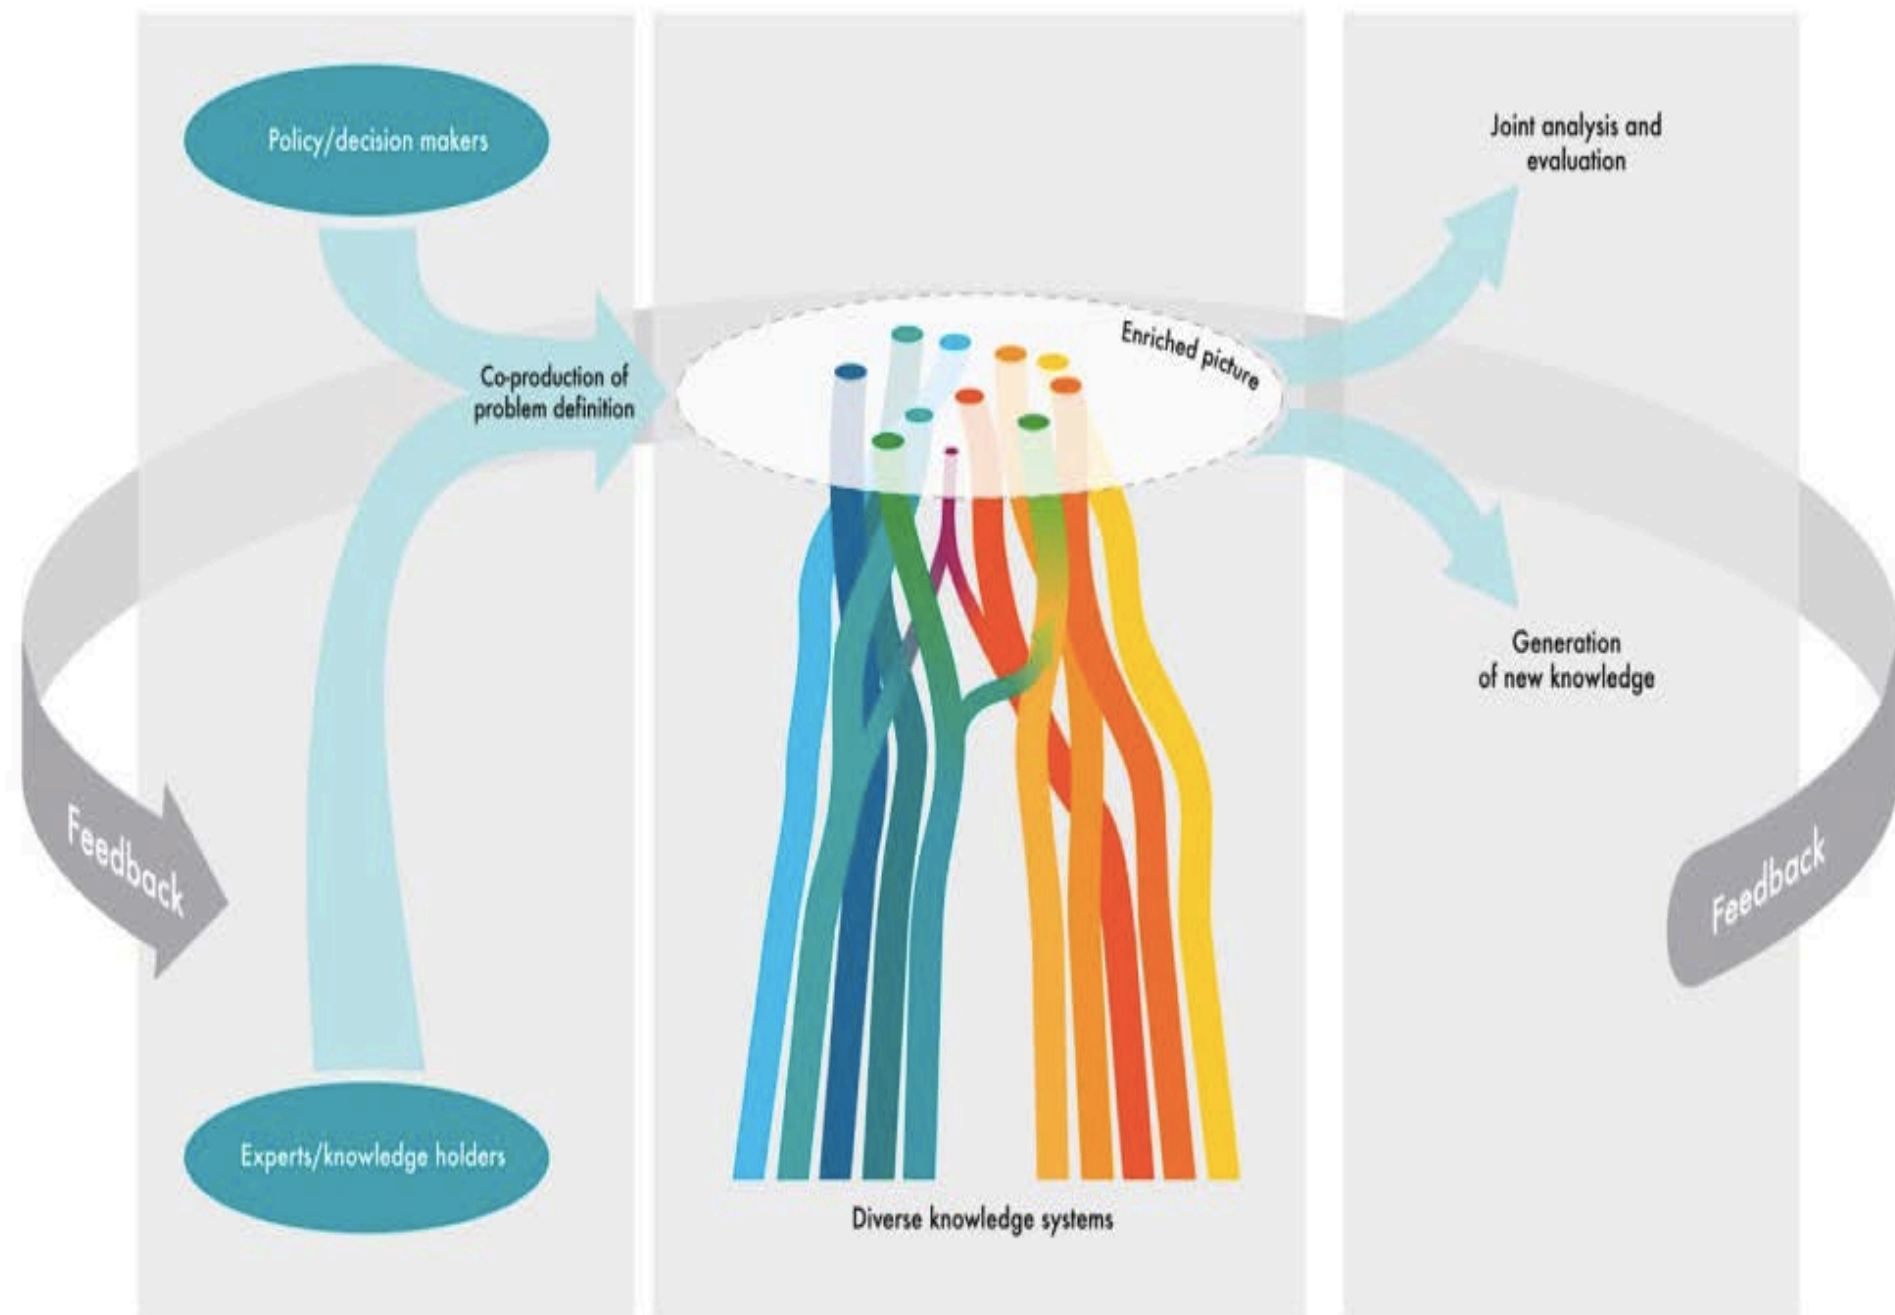 Policy/decision makers
Co-production of
problem definition
Experts/knowledge holders
Feedback
Enriched picture
Diverse knowledge systems
Joint analysis and
evaluation
Generation
of new knowledge
Feedback